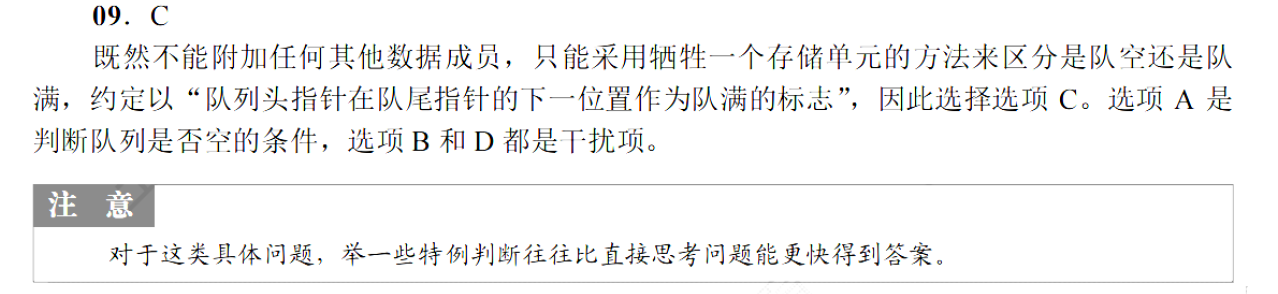 09. C
既然不能附加任何其他数据成员，只能采用牺牲一个存储单元的方法来区分是队空还是队
满，约定以“队列头指针在队尾指针的下一位置作为队满的标志”，因此选择选项 C。选项 A 是
判断队列是否空的条件，选项 B 和 D 都是干扰项。
注 意
对于这类具体问题，举一些特例判断往往比直接思考问题能更快得到答案。